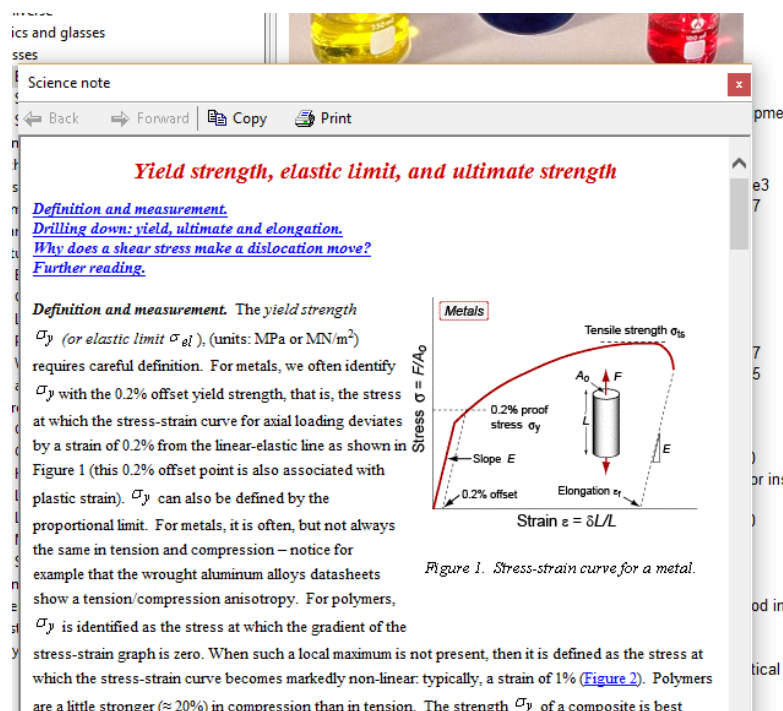 ics and glasses
sses
Science note
Back Forward Copy Print
Yield strength, elastic limit, and ultimate strength
Definition and measurement.
Drilling down: yield, ultimate and elongation.
Why does a shear stress make a dislocation move?
Further reading.
Definition and measurement. The yield strength
σy (or elastic limit σel), (units: MPa or MN/m²)
requires careful definition. For metals, we often identify
σy with the 0.2% offset yield strength, that is, the stress
at which the stress-strain curve for axial loading deviates
by a strain of 0.2% from the linear-elastic line as shown in
Figure 1 (this 0.2% offset point is also associated with
plastic strain). σy can also be defined by the
proportional limit. For metals, it is often, but not always
the same in tension and compression – notice for
example that the wrought aluminum alloys datasheets
show a tension/compression anisotropy. For polymers,
σy is identified as the stress at which the gradient of the
stress-strain graph is zero. When such a local maximum is not present, then it is defined as the stress at
which the stress-strain curve becomes markedly non-linear: typically, a strain of 1% (Figure 2). Polymers
are a little stronger (≈ 20%) in compression than in tension. The strength σy of a composite is best
Metals
Tensile strength σts
Stress σ = F/Ao
Ao
F
L
0.2% proof
stress σy
Slope E
E
0.2% offset
Elongation εf
Strain ε = δL/L
Figure 1. Stress-strain curve for a metal.
pme
e3
7
7
5
or ins
od in
tical